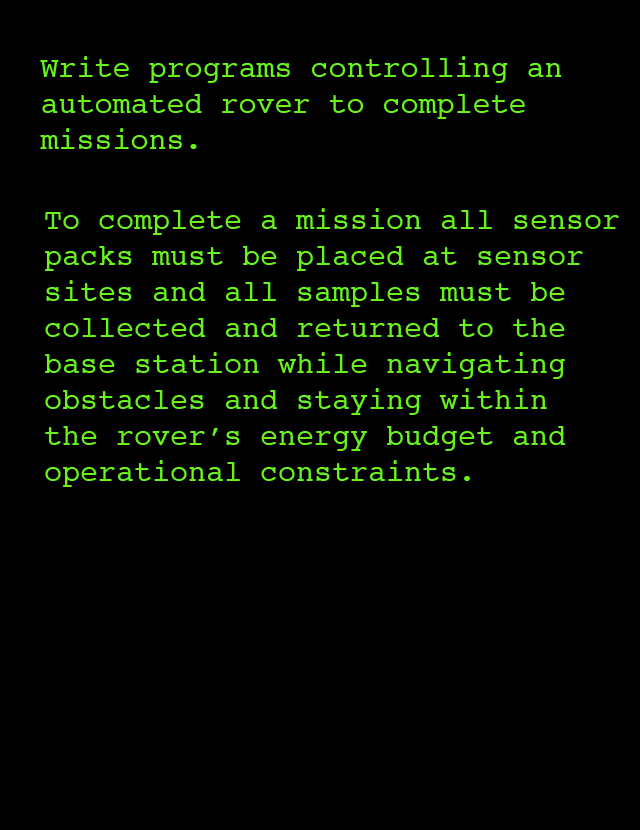 Write programs controlling an
automated rover to complete
missions.
To complete a mission all sensor
packs must be placed at sensor
sites and all samples must be
collected and returned to the
base station while navigating
obstacles and staying within
the rover’s energy budget and
operational constraints.